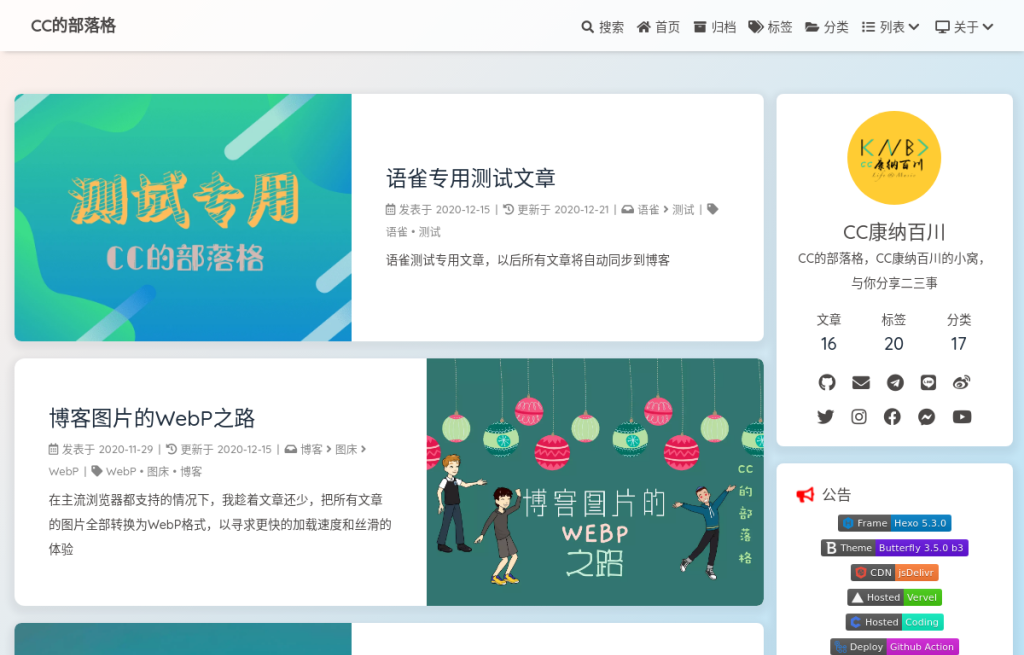 CC的部落格
搜索 首页 归档 标签 分类 列表 关于
测试专用
CC的部落格
语雀专用测试文章
发表于 2020-12-15 | 更新于 2020-12-21 | 语雀 > 测试 |
语雀 • 测试
语雀测试专用文章，以后所有文章将自动同步到博客
博客图片的WebP之路
发表于 2020-11-29 | 更新于 2020-12-15 | 博客 > 图床 >
WebP | WebP • 图床 • 博客
在主流浏览器都支持的情况下，我趁着文章还少，把所有文章
的图片全部转换为WebP格式，以寻求更快的加载速度和丝滑的
体验
博客图片的
WEBP
之路
CC
的
部
落
格
KNB
CC康纳百川
Life & Music
CC康纳百川
CC的部落格，CC康纳百川的小窝，
与你分享二三事
文章 标签 分类
16 20 17
公告
Frame Hexo 5.3.0
Theme Butterfly 3.5.0 b3
CDN jsDelivr
Hosted Vervel
Hosted Coding
Deploy Github Action